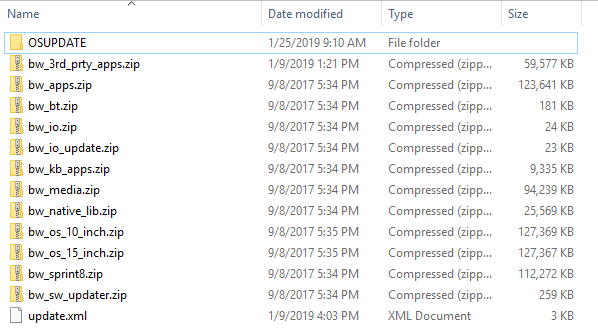 Name Date modified Type Size
OSUPDATE 1/25/2019 9:10 AM File folder
bw_3rd_prty_apps.zip 1/9/2019 1:21 PM Compressed (zipp... 59,577 KB
bw_apps.zip 9/8/2017 5:34 PM Compressed (zipp... 123,641 KB
bw_bt.zip 9/8/2017 5:34 PM Compressed (zipp... 181 KB
bw_io.zip 9/8/2017 5:34 PM Compressed (zipp... 24 KB
bw_io_update.zip 9/8/2017 5:34 PM Compressed (zipp... 23 KB
bw_kb_apps.zip 9/8/2017 5:34 PM Compressed (zipp... 9,335 KB
bw_media.zip 9/8/2017 5:34 PM Compressed (zipp... 94,239 KB
bw_native_lib.zip 9/8/2017 5:34 PM Compressed (zipp... 25,569 KB
bw_os_10_inch.zip 9/8/2017 5:35 PM Compressed (zipp... 127,369 KB
bw_os_15_inch.zip 9/8/2017 5:35 PM Compressed (zipp... 127,367 KB
bw_sprint8.zip 9/8/2017 5:34 PM Compressed (zipp... 112,272 KB
bw_sw_updater.zip 9/8/2017 5:34 PM Compressed (zipp... 259 KB
update.xml 1/9/2019 4:03 PM XML Document 3 KB